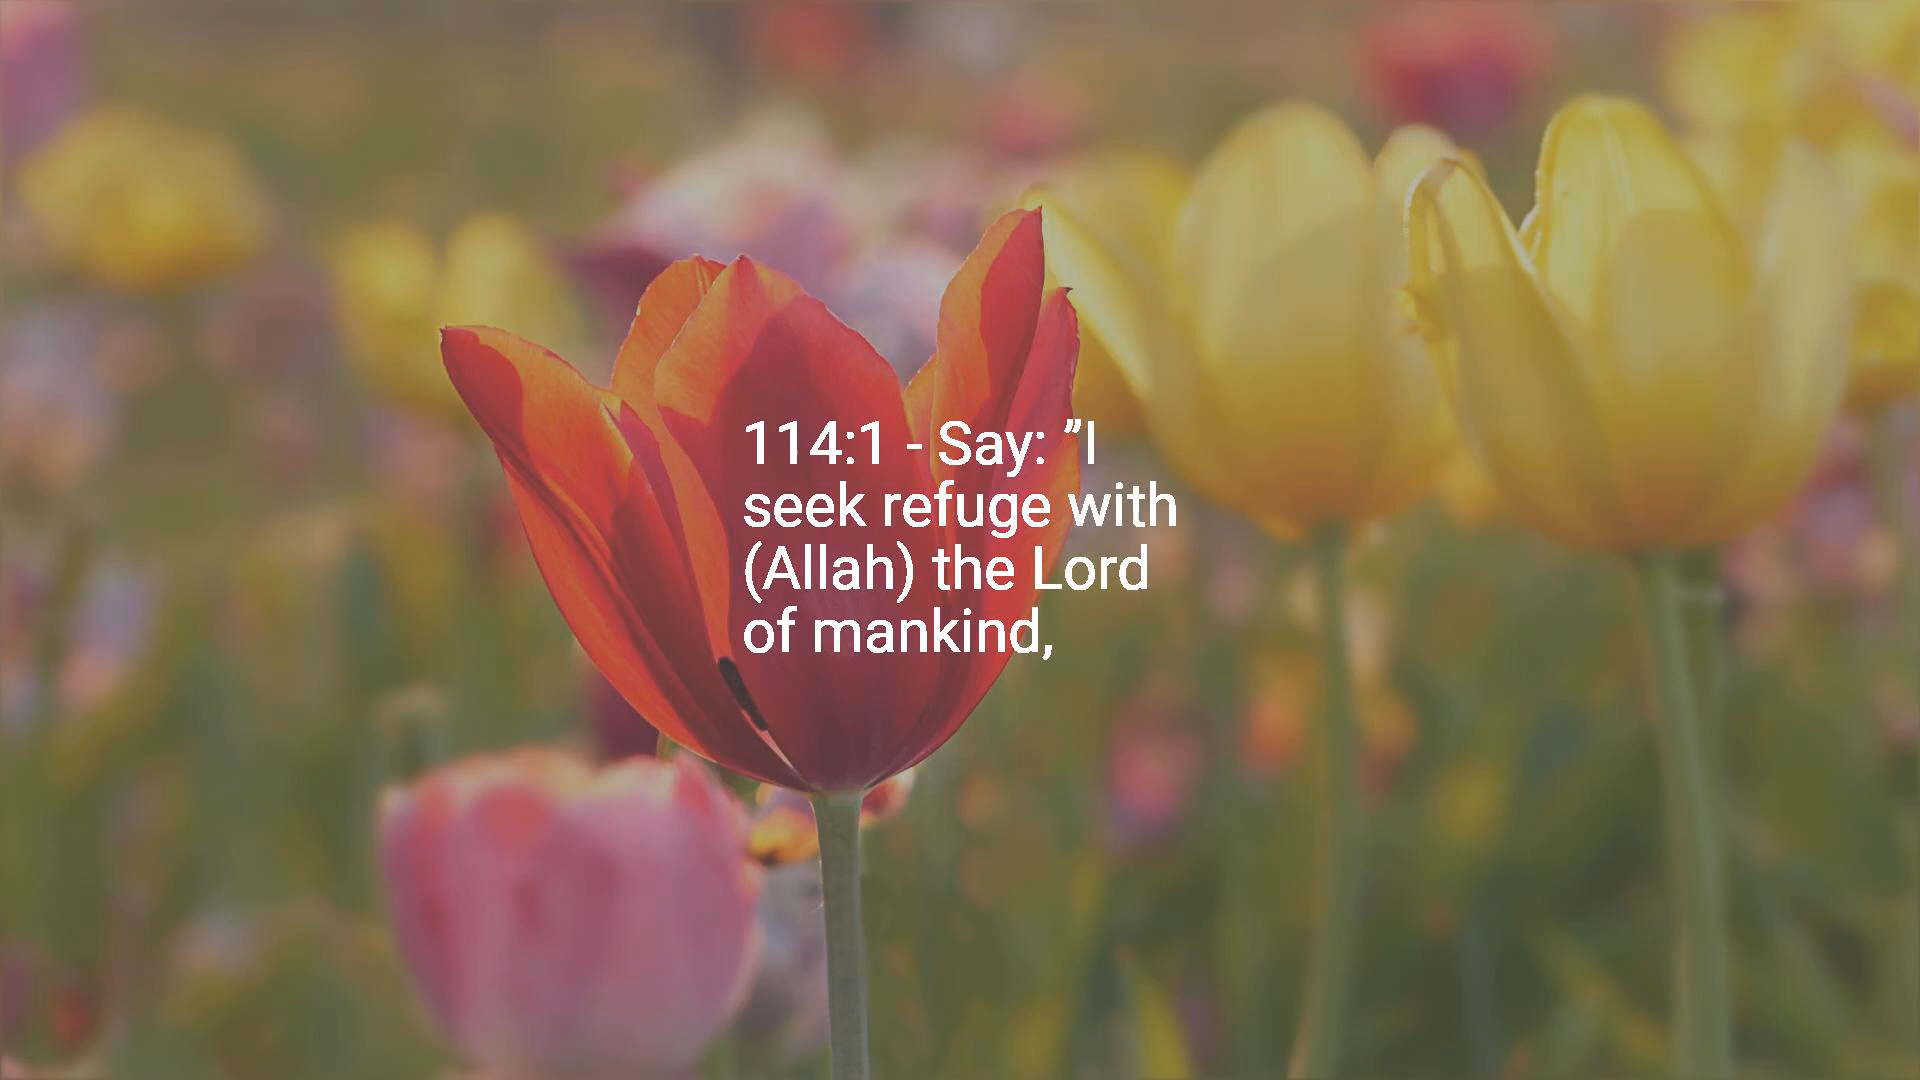 114:1 - Say: ”I
seek refuge with
(Allah) the Lord
of mankind,